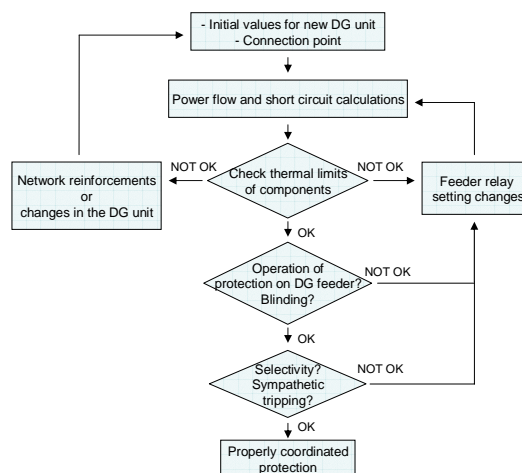 - Initial values for new DG unit
- Connection point
Power flow and short circuit calculations
NOT OK
Check thermal limits
of components
NOT OK
Network reinforcements
or
changes in the DG unit
Feeder relay
setting changes
OK
Operation of
protection on DG feeder?
Blinding?
NOT OK
OK
Selectivity?
Sympathetic
tripping?
NOT OK
OK
Properly coordinated
protection